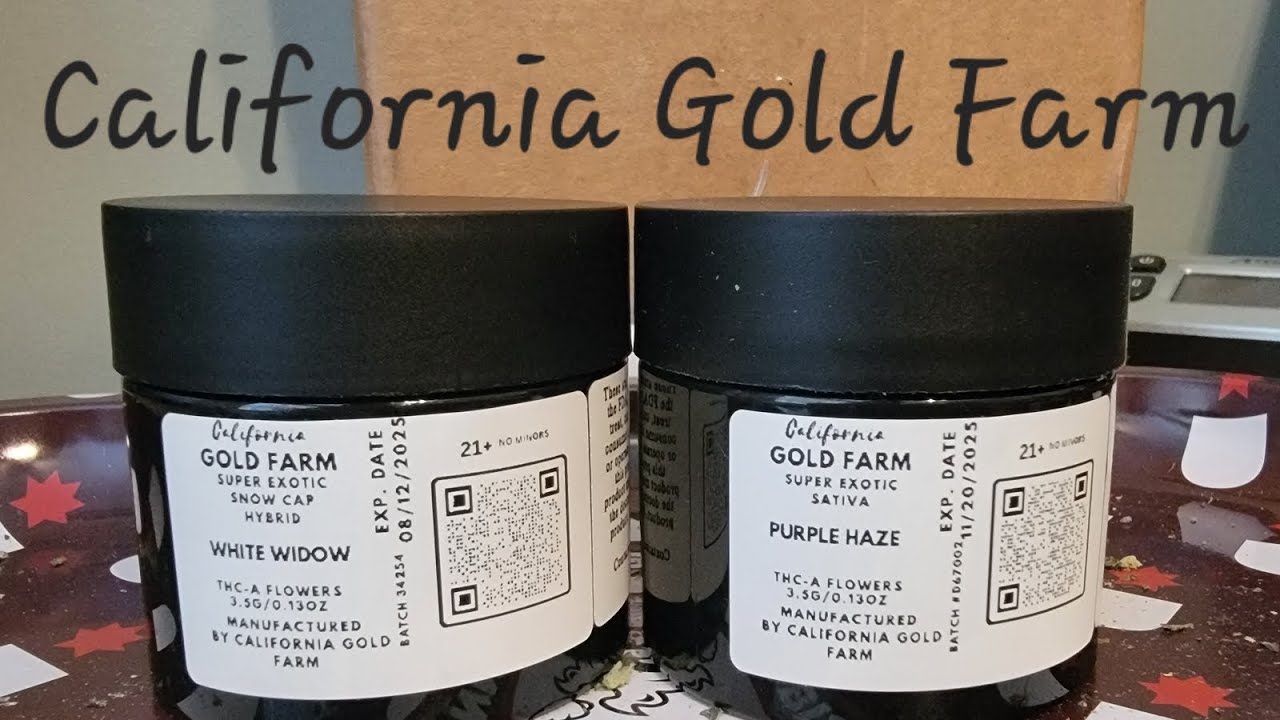 California Gold Farm
California
GOLD FARM
SUPER EXOTIC
SNOW CAP
HYBRID
WHITE WIDOW
THC-A FLOWERS
3.5G/0.13OZ
MANUFACTURED
BY CALIFORNIA GOLD
FARM
EXP. DATE
08/12/2025
BATCH 34254
21+ NO MINORS
California
GOLD FARM
SUPER EXOTIC
SATIVA
PURPLE HAZE
THC-A FLOWERS
3.5G/0.13OZ
MANUFACTURED
BY CALIFORNIA GOLD
FARM
EXP. DATE
11/20/2025
BATCH #D67002
21+ NO MINORS